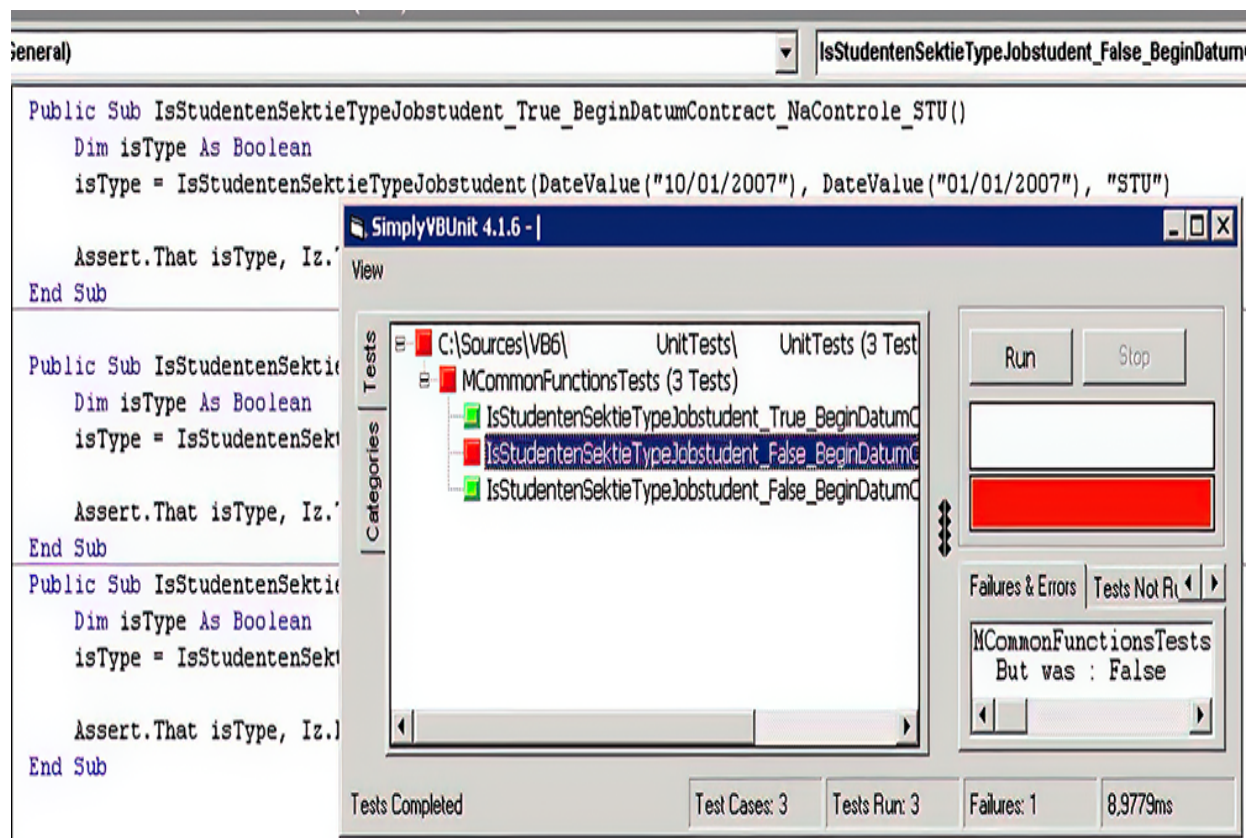 General)
IsStudentenSektieTypeJobstudent_False_BeginDatum
Public Sub IsStudentenSektieTypeJobstudent_True_BeginDatumContract_NaControle_STU()
Dim isType As Boolean
isType = IsStudentenSektieTypeJobstudent(DateValue("10/01/2007"), DateValue("01/01/2007"), "STU")
Assert.That isType, Iz.
End Sub
Public Sub IsStudentenSektie
Dim isType As Boolean
isType = IsStudentenSekt
Assert.That isType, Iz.
End Sub
Public Sub IsStudentenSektie
Dim isType As Boolean
isType = IsStudentenSekt
Assert.That isType, Iz.
End Sub
SimplyVBUnit 4.1.6 -
View
Tests
Categories
C:\Sources\VB6\ UnitTests\ UnitTests (3 Test
MCommonFunctionsTests (3 Tests)
IsStudentenSektieTypeJobstudent_True_BeginDatumC
IsStudentenSektieTypeJobstudent_False_BeginDatumC
IsStudentenSektieTypeJobstudent_False_BeginDatumC
Run
Stop
Failures & Errors
Tests Not Ru
MCommonFunctionsTests
But was : False
Tests Completed
Test Cases: 3
Tests Run: 3
Failures: 1
8,9779ms